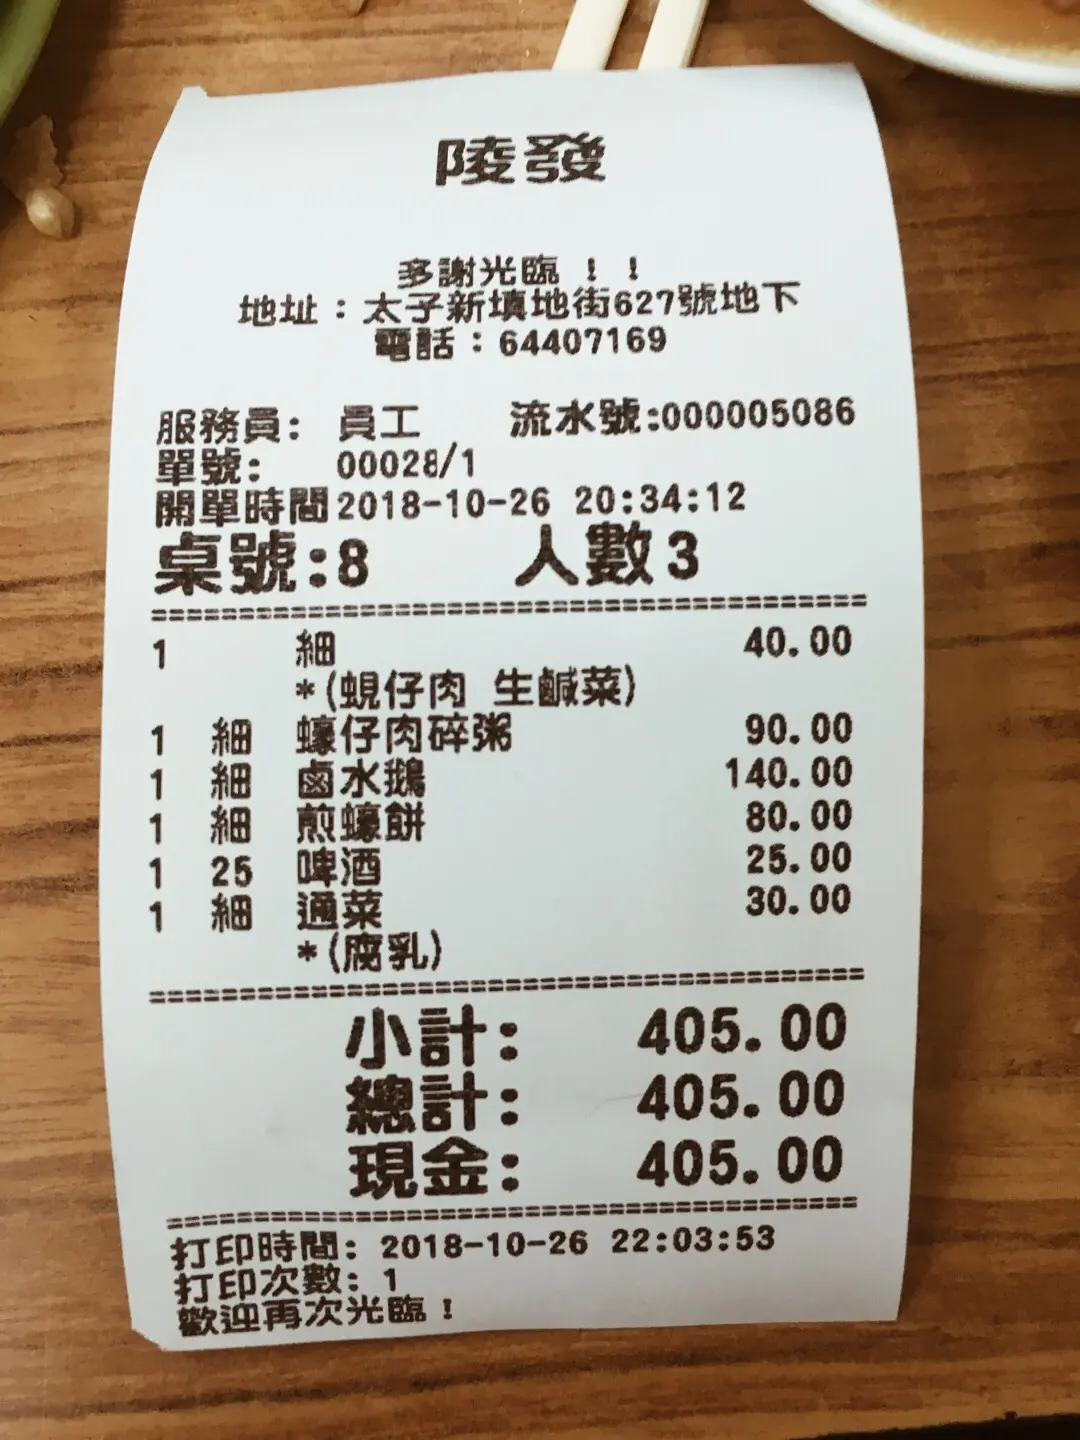 陵發
多謝光臨！！
地址：太子新填地街627號地下
電話：64407169
服務員: 員工 流水號:000005086
單號: 00028/1
開單時間2018-10-26 20:34:12
桌號:8 人數3
1 細 40.00
*(蜆仔肉 生鹹菜)
1 細 蠔仔肉碎粥 90.00
1 細 鹵水鵝 140.00
1 細 煎蠔餅 80.00
1 25 啤酒 25.00
1 細 通菜 30.00
*(腐乳)
小計: 405.00
總計: 405.00
現金: 405.00
打印時間: 2018-10-26 22:03:53
打印次數: 1
歡迎再次光臨！